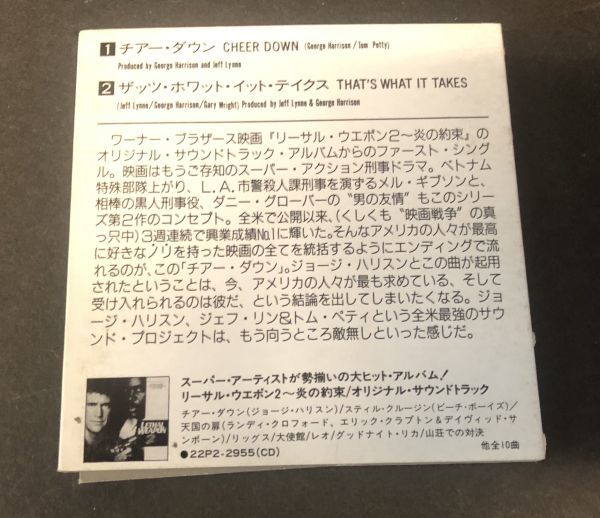 1 チアー・ダウン CHEER DOWN (George Harrison/Tom Petty)
Produced by George Harrison and Jeff Lynne
2 ザッツ・ホワット・イット・テイクス THAT'S WHAT IT TAKES
(Jeff Lynne/George Harrison/Gary Wright) Produced by Jeff Lynne & George Harrison
ワーナー・ブラザース映画『リーサル・ウエポン2〜炎の約束』の
オリジナル・サウンドトラック・アルバムからのファースト・シン
グル。映画はもうご存知のスーパー・アクション刑事ドラマ。ベトナム
特殊部隊上がり、L.A.市警殺人課刑事を演ずるメル・ギブソンと、
相棒の黒人刑事役、ダニー・グローバーの“男の友情”もこのシリー
ズ第2作のコンセプト。全米で公開以来、(くしくも“映画戦争”の真
っ只中)3週連続で興業成績No.1に輝いた。そんなアメリカの人々が最高
に好きなノリを持った映画の全てを統括するようにエンディングで流
れるのが、この「チアー・ダウン」。ジョージ・ハリスンとこの曲が起用
されたということは、今、アメリカの人々が最も求めている、そして
受け入れられるのは彼だ、という結論を出してしまいたくなる。ジョ
ージ・ハリスン、ジェフ・リン&トム・ペティという全米最強のサウ
ンド・プロジェクトは、もう向うところ敵無しといった感じだ。
スーパー・アーティストが勢揃いの大ヒット・アルバム!
リーサル・ウエポン2〜炎の約束/オリジナル・サウンドトラック
チアー・ダウン(ジョージ・ハリスン)/スティル・クルージン(ビーチ・ボーイズ)/
天国の扉(ランディ・クロフォード、エリック・クラプトン&デイヴィッド・サ
ンボーン)/リッグス/大使館/レオ/グッドナイト・リカ/山荘での対決
●22P2-2955(CD)
他全10曲
LETHAL
WEAPON
2